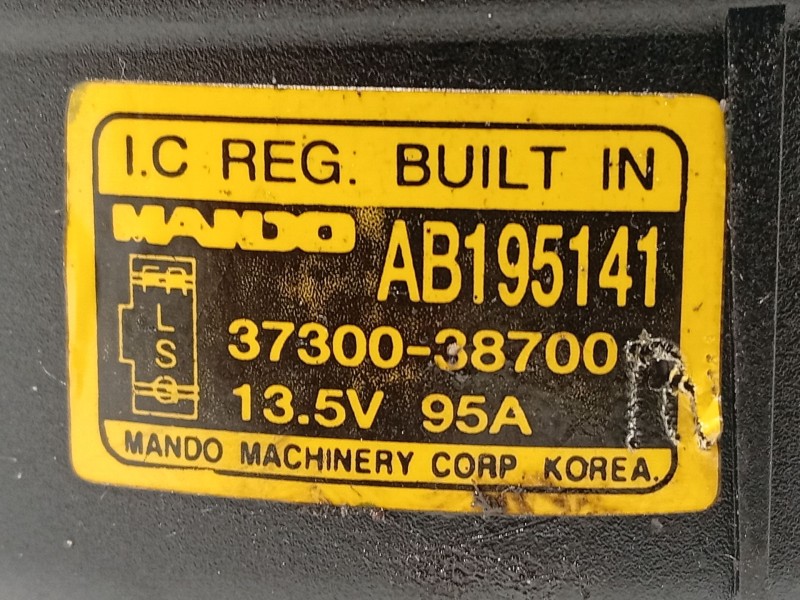 I.C REG. BUILT IN
MANDO AB195141
L
S
37300-38700
13.5V 95A
MANDO MACHINERY CORP. KOREA.